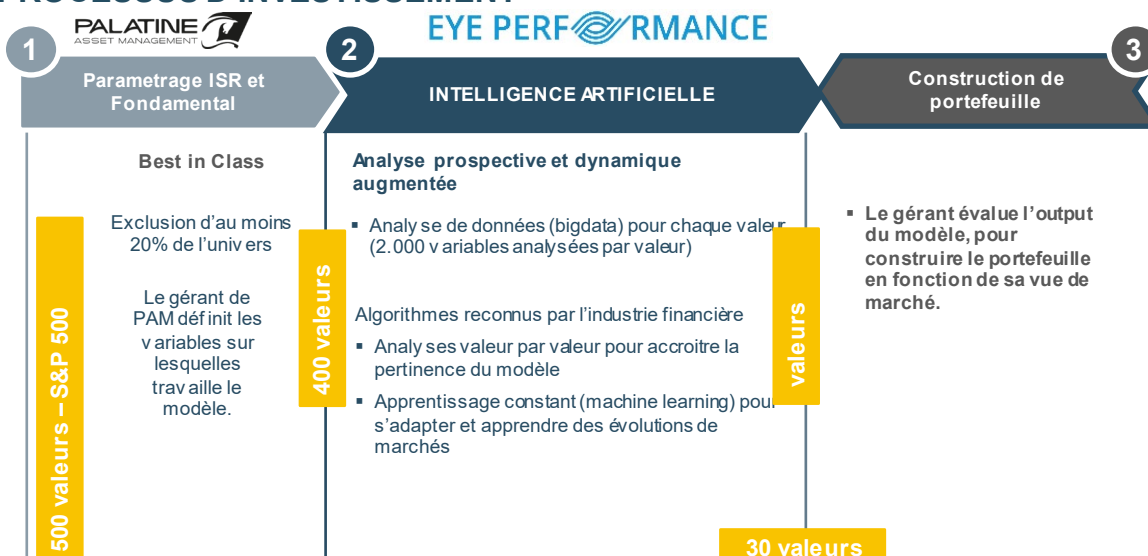 PROCESSUS D'INVESTISSEMENT
PALATINE
ASSET MANAGEMENT
EYE PERFORMANCE
1
2
3
Parametrage ISR et
Fondamental
INTELLIGENCE ARTIFICIELLE
Construction de
portefeuille
Best in Class
Exclusion d'au moins
20% de l'univers
Le gérant de
PAM définit les
variables sur
lesquelles
travaille le
modèle.
500 valeurs – S&P 500
400 valeurs
Analyse prospective et dynamique
augmentée
▪ Analyse de données (bigdata) pour chaque valeur
(2.000 variables analysées par valeur)
Algorithmes reconnus par l'industrie financière
▪ Analyses valeur par valeur pour accroitre la
pertinence du modèle
▪ Apprentissage constant (machine learning) pour
s'adapter et apprendre des évolutions de
marchés
valeurs
▪ Le gérant évalue l'output
du modèle, pour
construire le portefeuille
en fonction de sa vue de
marché.
30 valeurs